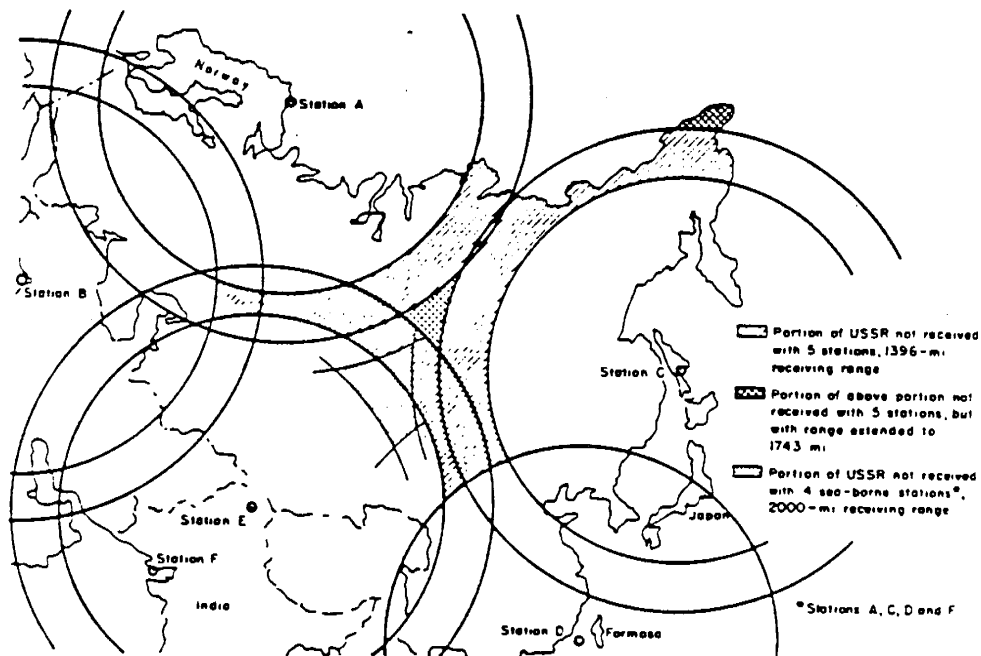 Norway
Station A
Station B
Station C
Portion of USSR not received
with 5 stations, 1396-mi
receiving range
Portion of above portion not
received with 5 stations, but
with range extended to
1743 mi
Portion of USSR not received
with 4 sea-borne stations*,
2000-mi receiving range
Station E
Japan
Station F
India
*Stations A, C, D and F
Station D
Formosa